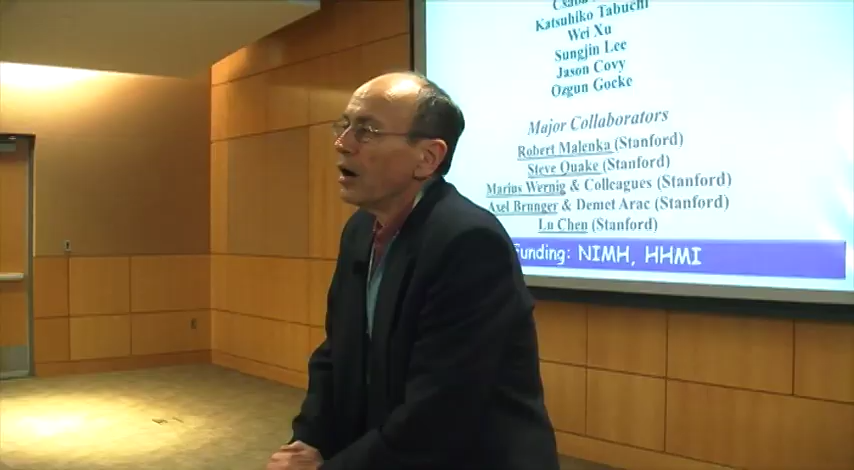 Csaba
Katsuhiko Tabuchi
Wei Xu
Sungjin Lee
Jason Covy
Ozgun Gocke
Major Collaborators
Robert Malenka (Stanford)
Steve Quake (Stanford)
Marius Wernig & Colleagues (Stanford)
Axel Brunger & Demet Arac (Stanford)
Lu Chen (Stanford)
Funding: NIMH, HHMI